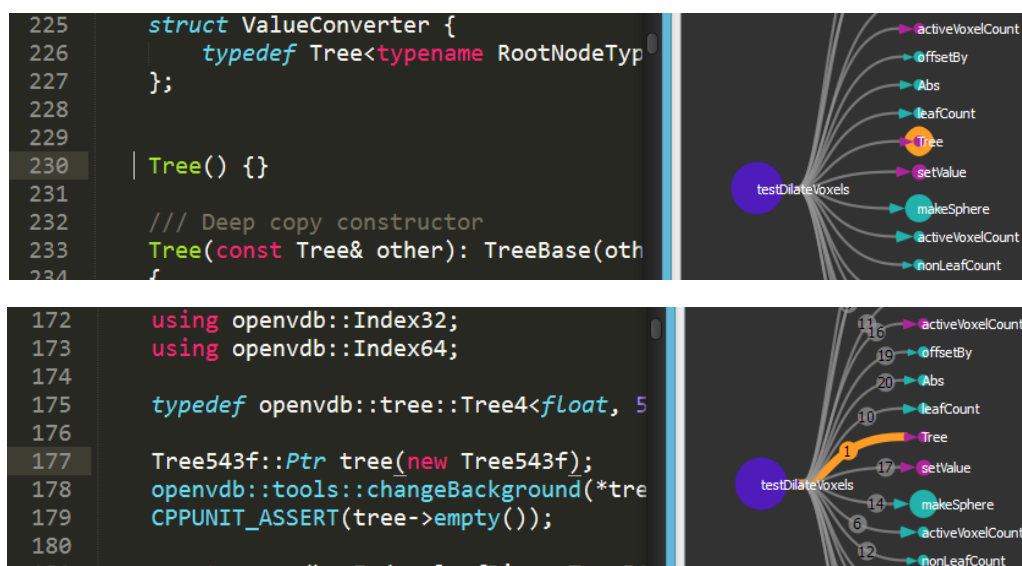 225 struct ValueConverter {
226 typedef Tree<typename RootNodeTyp
227 };
228
229
230 Tree() {}
231
232 /// Deep copy constructor
233 Tree(const Tree& other): TreeBase(oth
234 {
activeVoxelCount
offsetBy
Abs
leafCount
Tree
setValue
testDilateVoxels
makeSphere
activeVoxelCount
nonLeafCount
172 using openvdb::Index32;
173 using openvdb::Index64;
174
175 typedef openvdb::tree::Tree4<float, 5
176
177 Tree543f::Ptr tree(new Tree543f);
178 openvdb::tools::changeBackground(*tre
179 CPPUNIT_ASSERT(tree->empty());
180
11 16 activeVoxelCount
19 offsetBy
20 Abs
10 leafCount
1 Tree
17 setValue
testDilateVoxels
14 makeSphere
6 activeVoxelCount
12 nonLeafCount